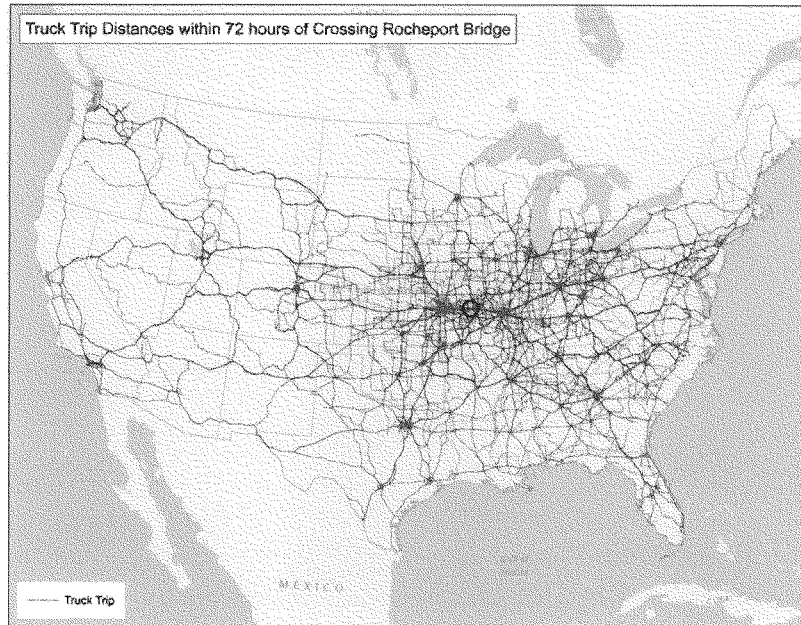 Truck Trip Distances within 72 hours of Crossing Rocheport Bridge
MEXICO
Truck Trip